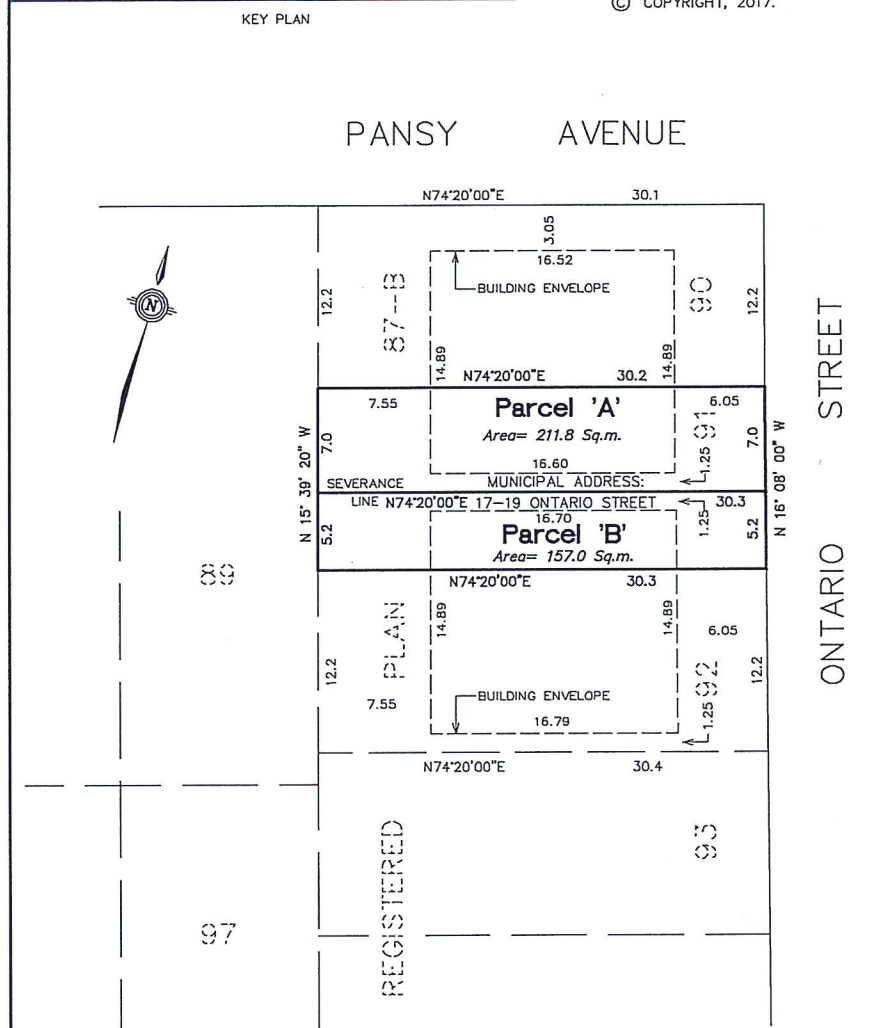 © COPYRIGHT, 2017.
KEY PLAN
PANSY AVENUE
N74°20'00"E 30.1
3.05
16.52
BUILDING ENVELOPE
12.2
87-B
90
12.2
14.89
14.89
N74°20'00"E 30.2
7.55
Parcel 'A'
6.05
Area= 211.8 Sq.m.
91
7.0
7.0
16.60
1.25
N 15° 39' 20" W
N 16° 08' 00" W
SEVERANCE
MUNICIPAL ADDRESS:
LINE N74°20'00"E 17-19 ONTARIO STREET 30.3
16.70
5.2
Parcel 'B'
1.25
5.2
Area= 157.0 Sq.m.
N74°20'00"E 30.3
89
PLAN
14.89
14.89
6.05
12.2
92
12.2
7.55
BUILDING ENVELOPE
16.79
1.25
N74°20'00"E 30.4
ONTARIO STREET
REGISTERED
93
97
N